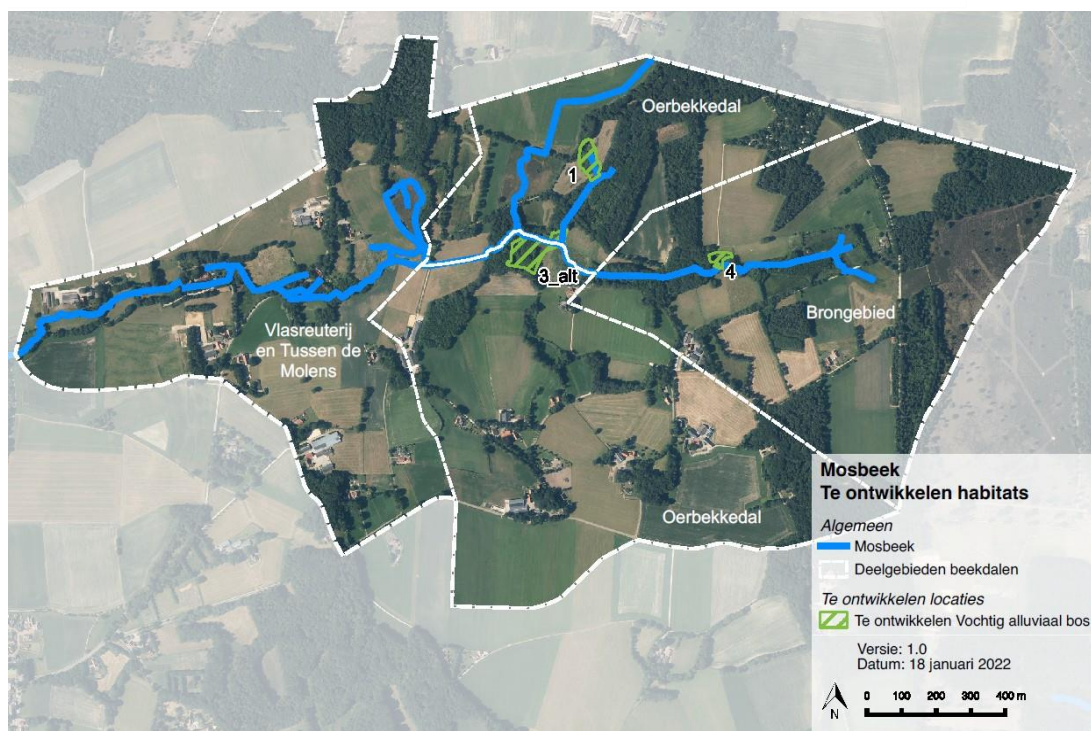 Oerbekkedal
1
3_alt
4
Brongebied
Vlasreuterij
en Tussen de
Molens
Oerbekkedal
Mosbeek
Te ontwikkelen habitats
Algemeen
Mosbeek
Deelgebieden beekdalen
Te ontwikkelen locaties
Te ontwikkelen Vochtig alluviaal bos
Versie: 1.0
Datum: 18 januari 2022
N
0 100 200 300 400 m